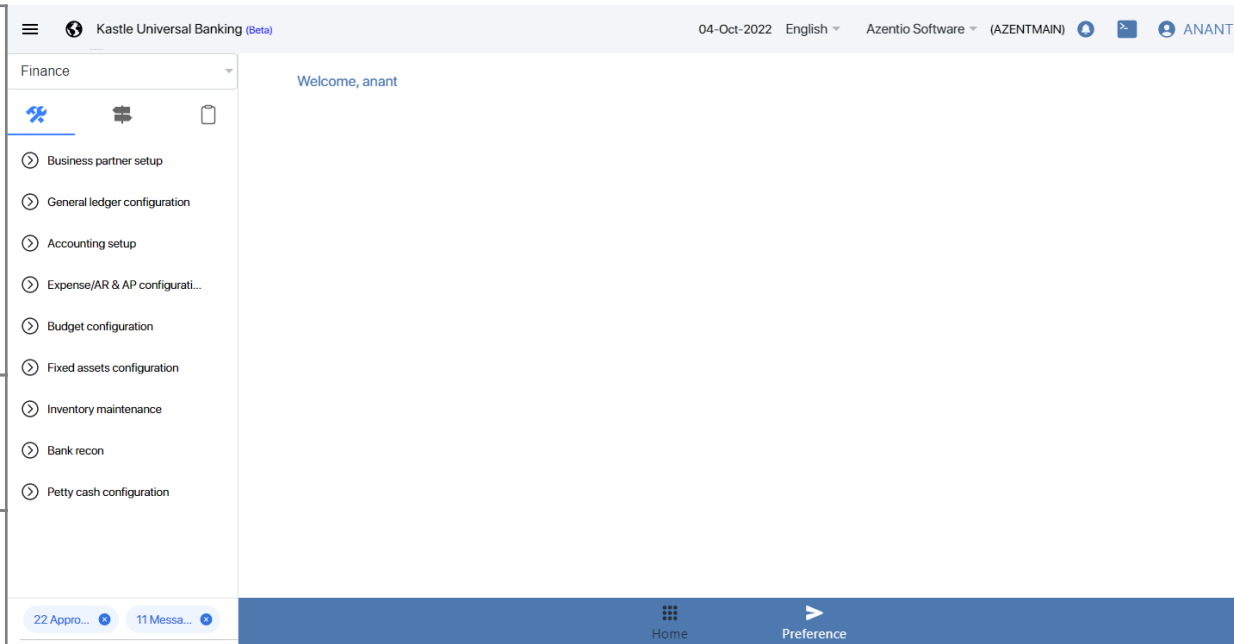 Kastle Universal Banking (Beta)
04-Oct-2022 English Azentio Software (AZENTMAIN) ANANT
Finance
Welcome, anant
Business partner setup
General ledger configuration
Accounting setup
Expense/AR & AP configurati...
Budget configuration
Fixed assets configuration
Inventory maintenance
Bank recon
Petty cash configuration
22 Appro... 11 Messa...
Home Preference